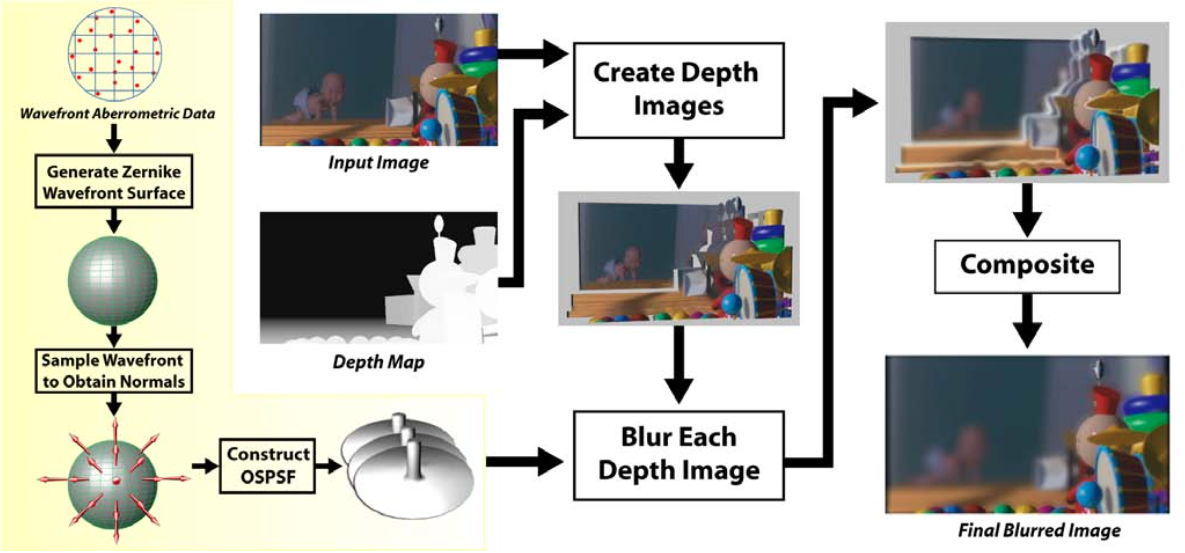 Wavefront Aberrometric Data
Generate Zernike
Wavefront Surface
Sample Wavefront
to Obtain Normals
Construct
OSPSF
Input Image
Depth Map
Create Depth
Images
Blur Each
Depth Image
Composite
Final Blurred Image